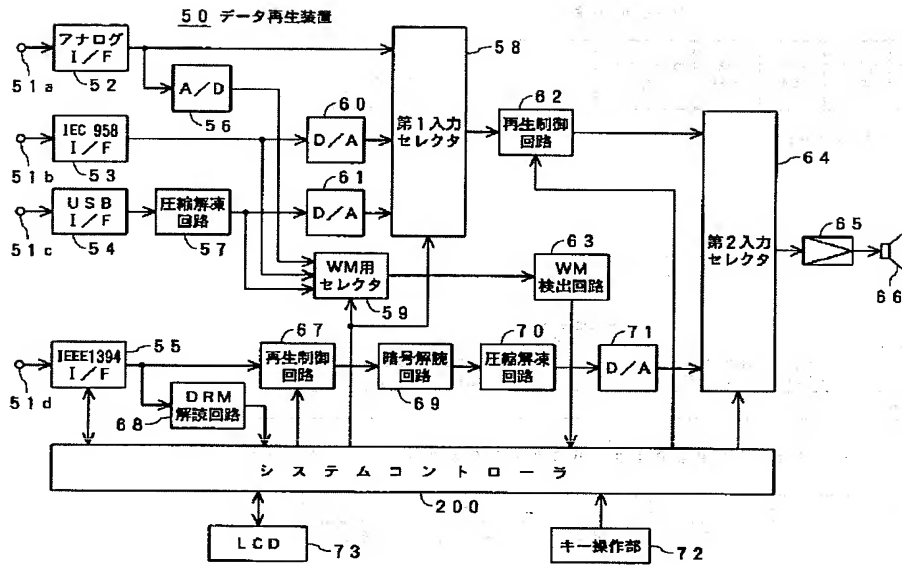 50 データ再生装置
アナログ
I/F
51a
52
A/D
56
58
IEC 958
I/F
51b
53
60
D/A
第1入力
セレクタ
62
再生制御
回路
64
USB
I/F
51c
54
圧縮解凍
回路
57
61
D/A
WM用
セレクタ
59
63
WM
検出回路
第2入力
セレクタ
65
66
IEEE1394
I/F
55
51d
DRM
解読回路
68
67
再生制御
回路
暗号解読
回路
69
70
圧縮解凍
回路
71
D/A
システムコントローラ
200
LCD
73
キー操作部
72